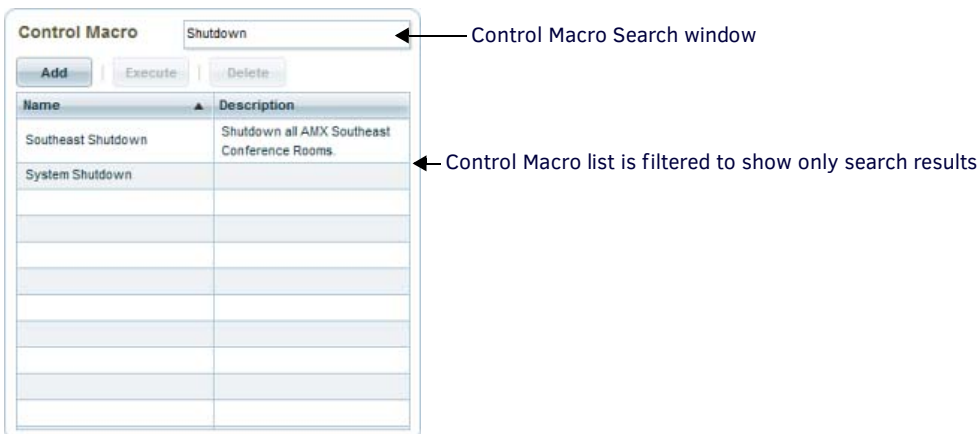 Control Macro Shutdown
Control Macro Search window
Add Execute Delete
Name Description
Southeast Shutdown
Shutdown all AMX Southeast
Conference Rooms.
Control Macro list is filtered to show only search results
System Shutdown